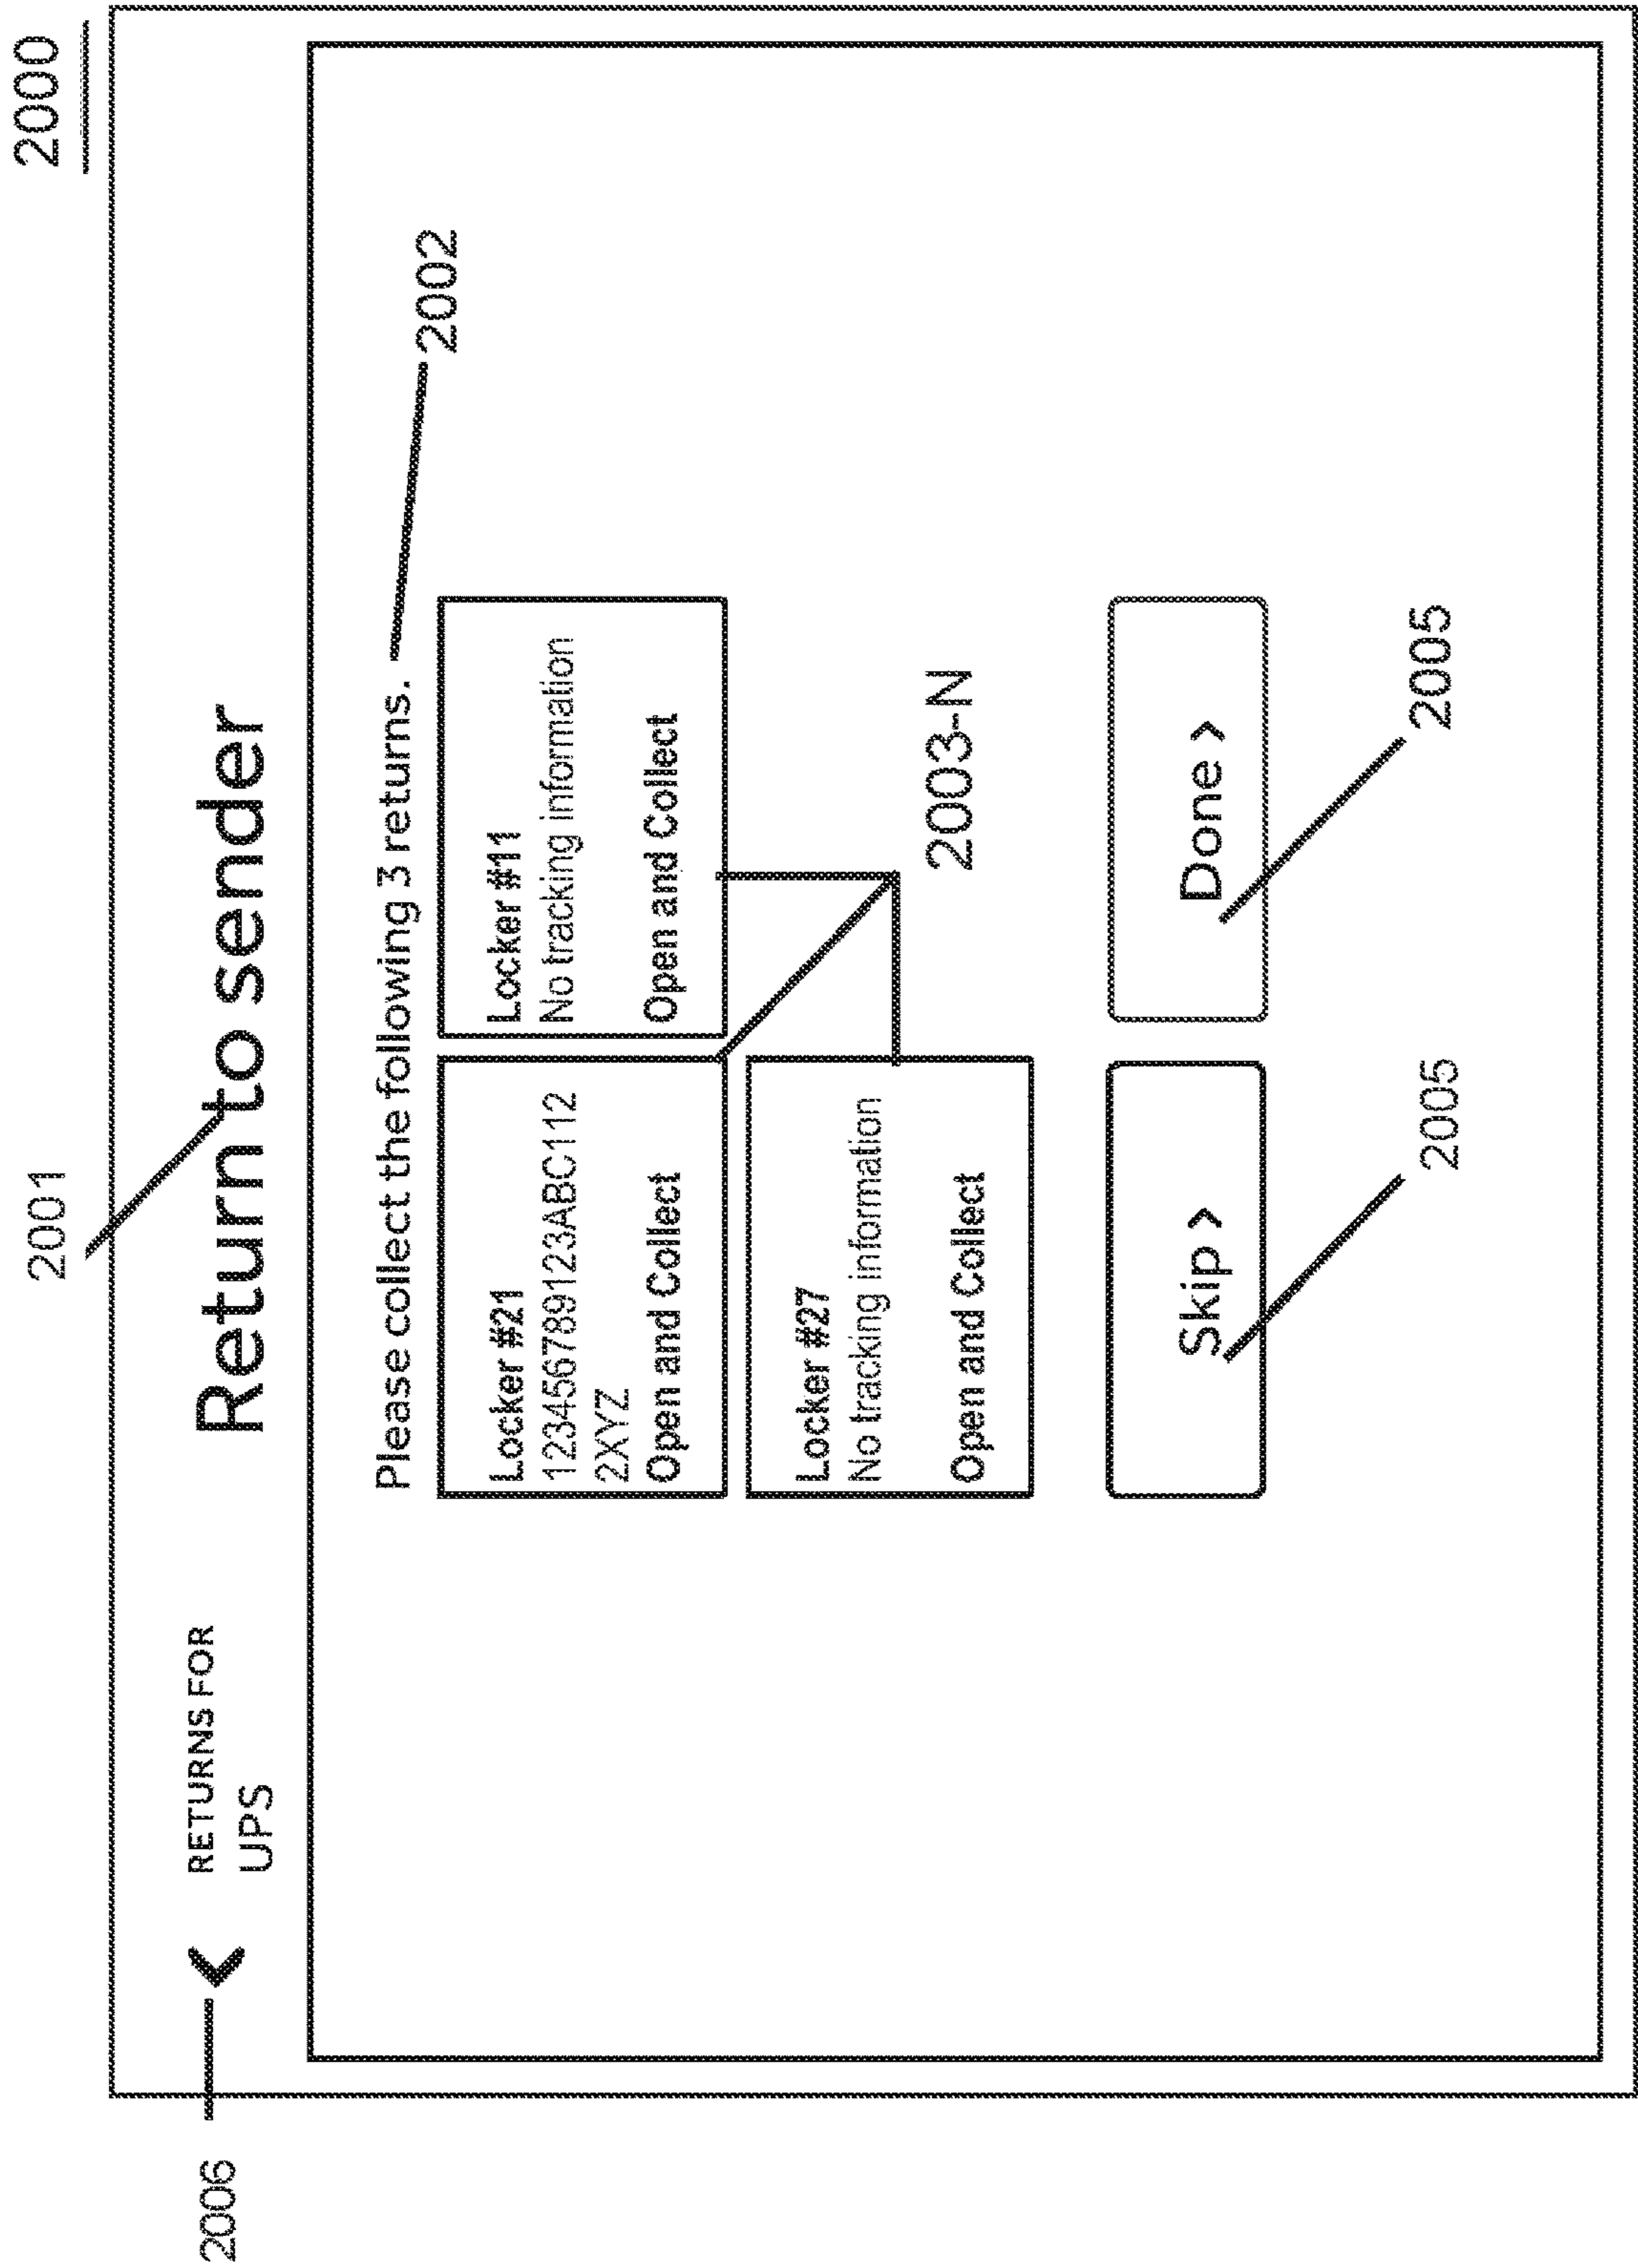 2000
2001
2006
RETURNS FOR
UPS
Return to sender
Please collect the following 3 returns.
2002
Locker #21
123456789123ABC112
2XYZ
Open and Collect
Locker #11
No tracking information
Open and Collect
Locker #27
No tracking information
Open and Collect
2003-N
Skip >
Done >
2005
2005